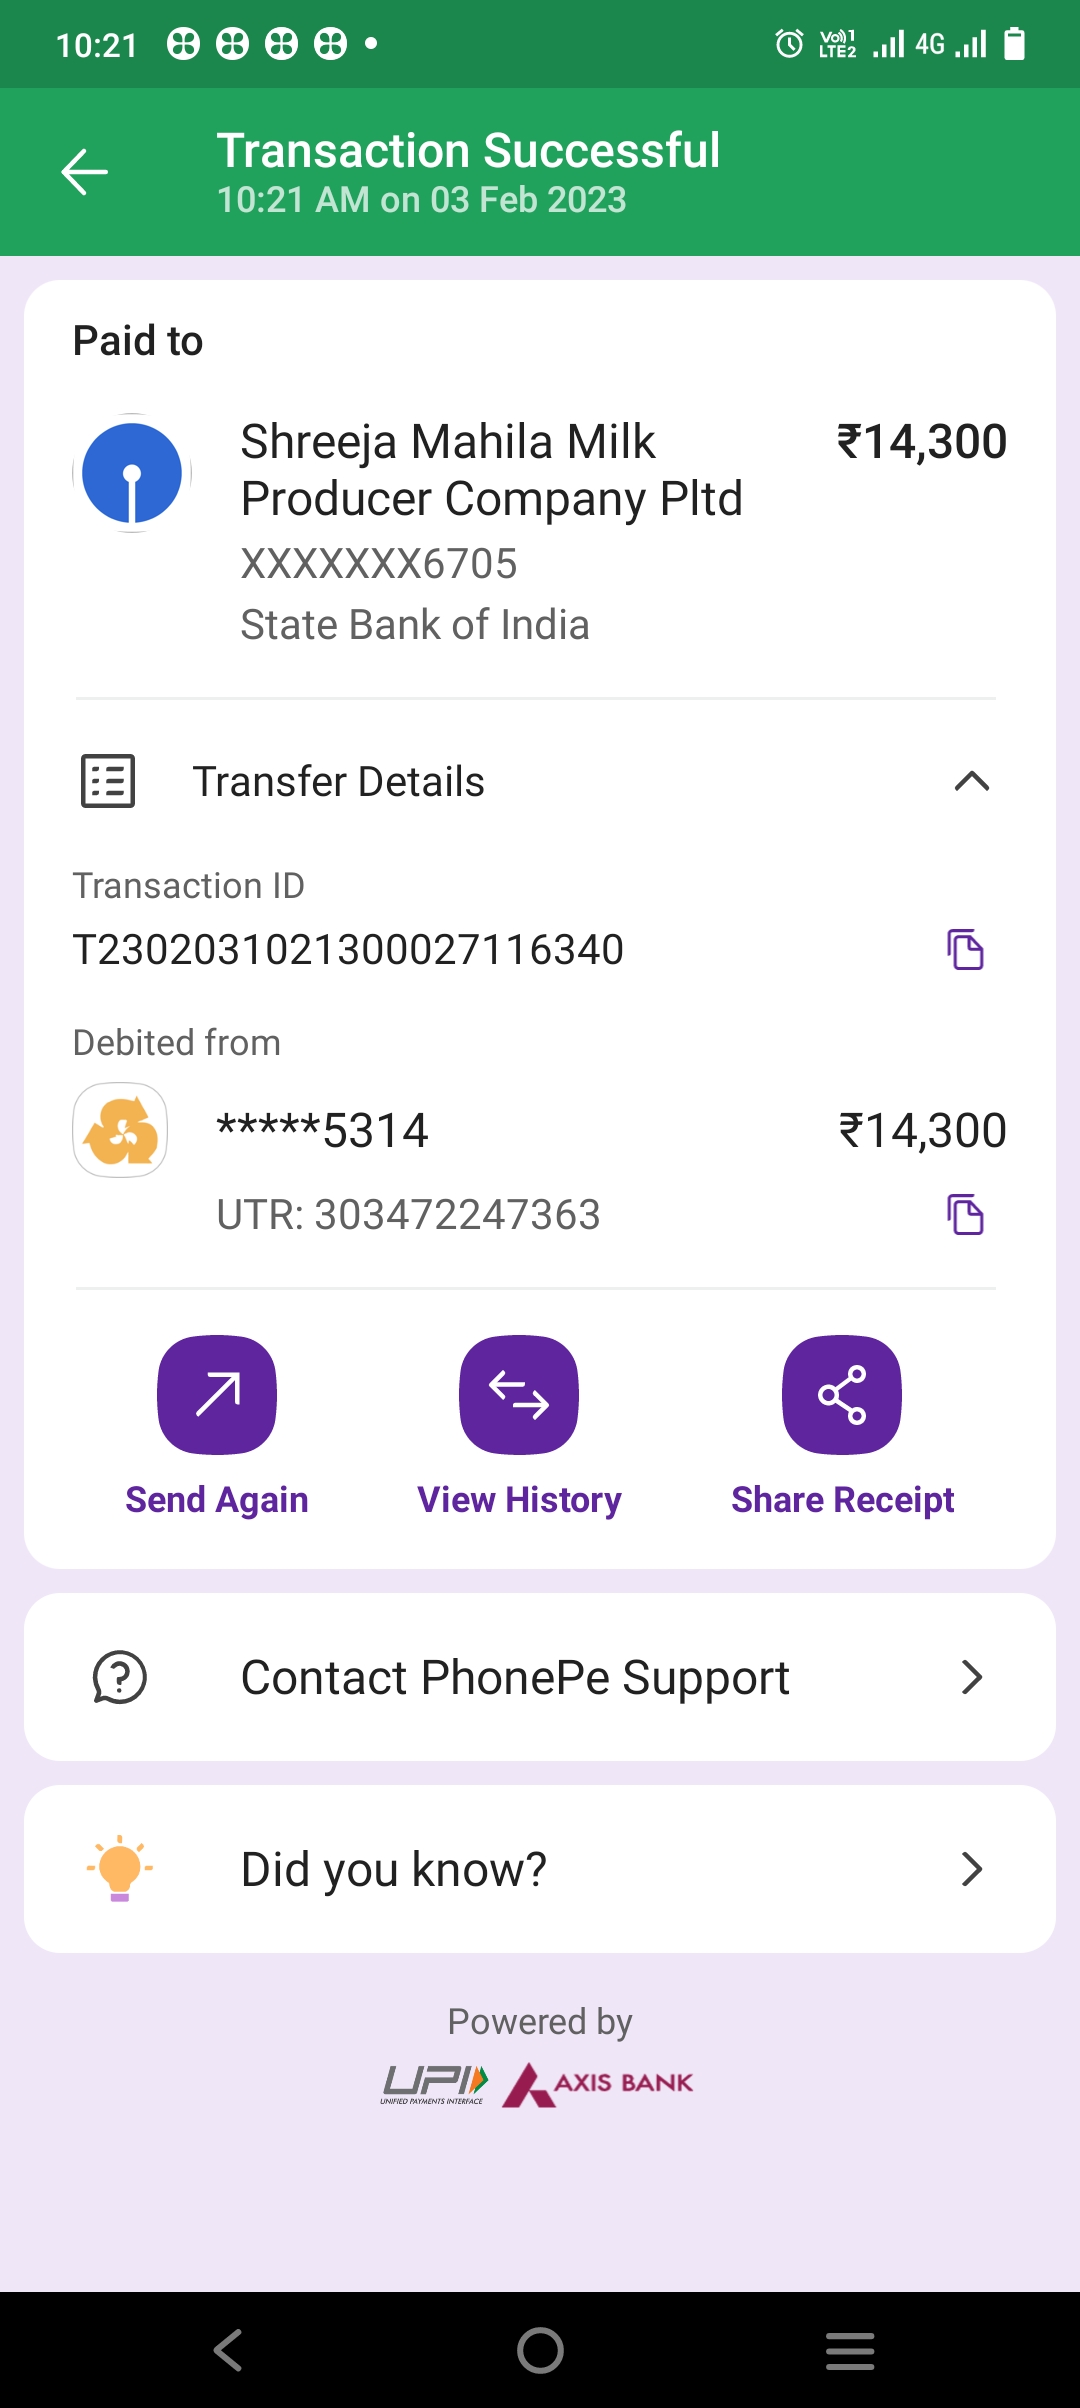 10:21
Vo)) 1
LTE2
4G
Transaction Successful
10:21 AM on 03 Feb 2023
Paid to
Shreeja Mahila Milk
₹14,300
Producer Company Pltd
XXXXXXX6705
State Bank of India
Transfer Details
Transaction ID
T2302031021300027116340
Debited from
*****5314
₹14,300
UTR: 303472247363
Send Again
View History
Share Receipt
Contact PhonePe Support
Did you know?
Powered by
UPI
UNIFIED PAYMENTS INTERFACE
AXIS BANK